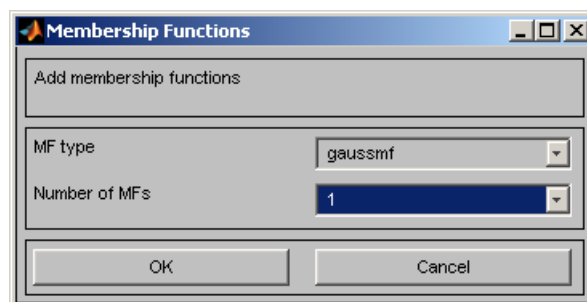 Membership Functions
Add membership functions
MF type
gaussmf
Number of MFs
1
OK
Cancel